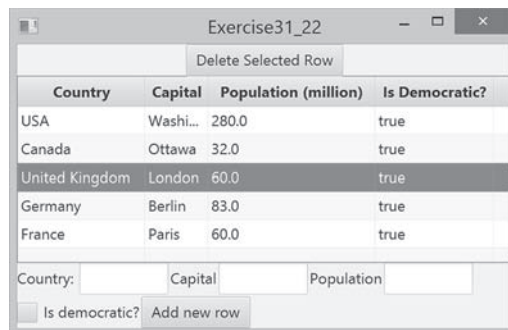 Exercise31_22
Delete Selected Row
Country Capital Population (million) Is Democratic?
USA Washi... 280.0 true
Canada Ottawa 32.0 true
United Kingdom London 60.0 true
Germany Berlin 83.0 true
France Paris 60.0 true
Country: Capital Population
Is democratic? Add new row